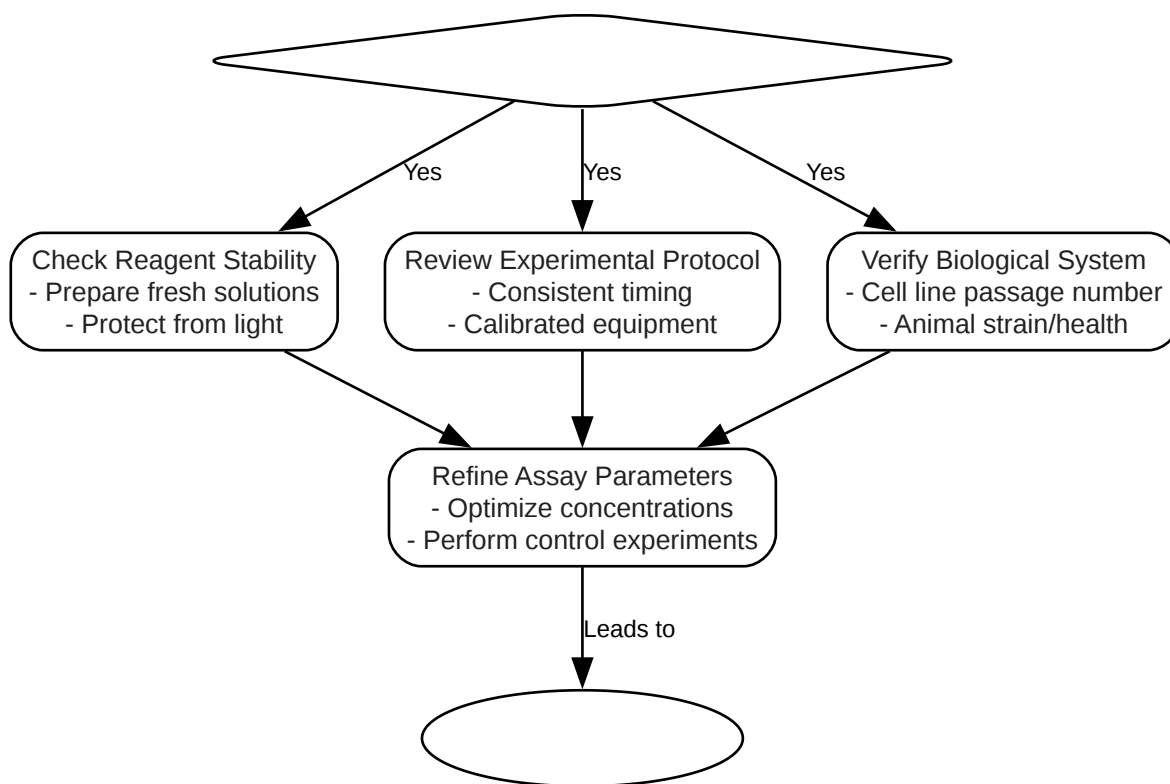 Yes
Yes
Yes
Check Reagent Stability
- Prepare fresh solutions
- Protect from light
Review Experimental Protocol
- Consistent timing
- Calibrated equipment
Verify Biological System
- Cell line passage number
- Animal strain/health
Refine Assay Parameters
- Optimize concentrations
- Perform control experiments
Leads to